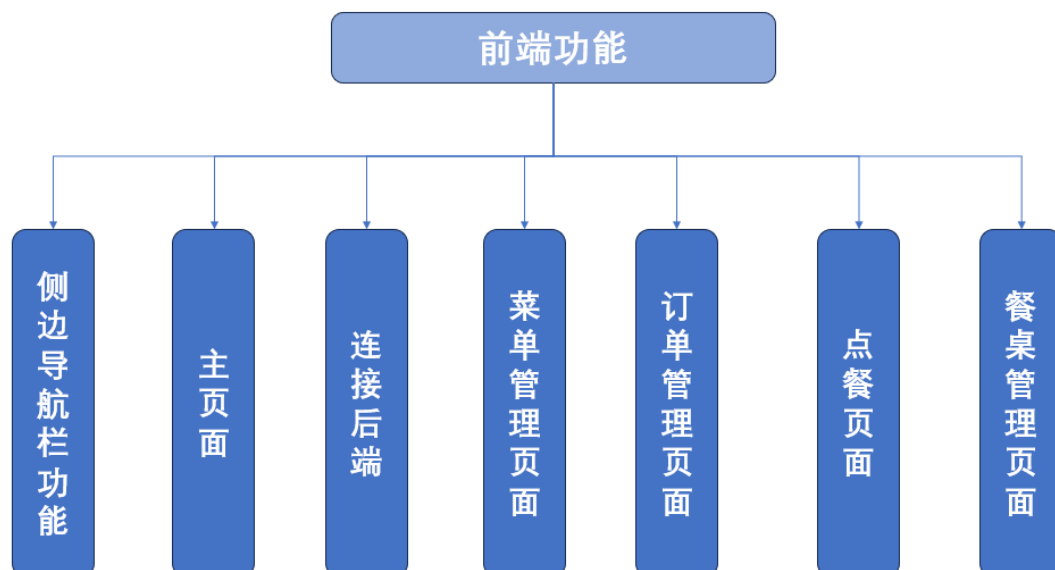 前端功能
侧边导航栏功能
主页面
连接后端
菜单管理页面
订单管理页面
点餐页面
餐桌管理页面